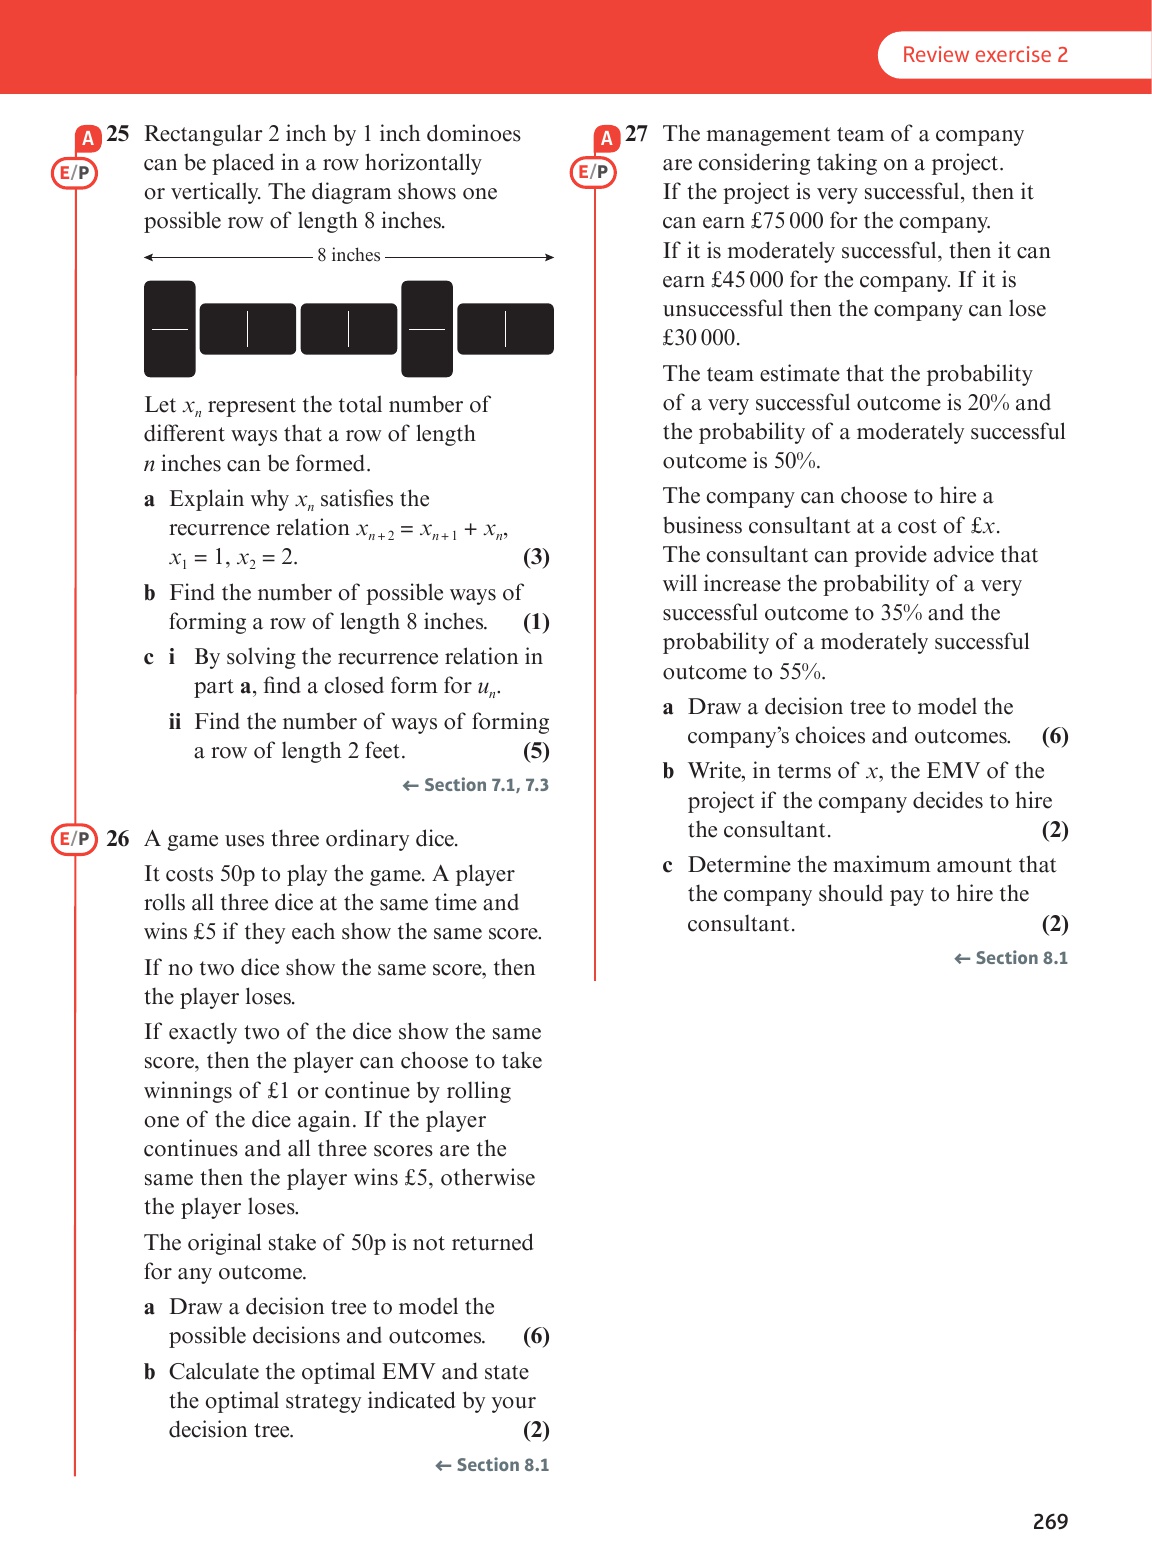 Review exercise 2
A
E/P
25 Rectangular 2 inch by 1 inch dominoes
can be placed in a row horizontally
or vertically. The diagram shows one
possible row of length 8 inches.
8 inches
Let xₙ represent the total number of
different ways that a row of length
n inches can be formed.
a Explain why xₙ satisfies the
recurrence relation xₙ₊₂ = xₙ₊₁ + xₙ,
x₁ = 1, x₂ = 2. (3)
b Find the number of possible ways of
forming a row of length 8 inches. (1)
c i By solving the recurrence relation in
part a, find a closed form for uₙ.
ii Find the number of ways of forming
a row of length 2 feet. (5)
← Section 7.1, 7.3
E/P
26 A game uses three ordinary dice.
It costs 50p to play the game. A player
rolls all three dice at the same time and
wins £5 if they each show the same score.
If no two dice show the same score, then
the player loses.
If exactly two of the dice show the same
score, then the player can choose to take
winnings of £1 or continue by rolling
one of the dice again. If the player
continues and all three scores are the
same then the player wins £5, otherwise
the player loses.
The original stake of 50p is not returned
for any outcome.
a Draw a decision tree to model the
possible decisions and outcomes. (6)
b Calculate the optimal EMV and state
the optimal strategy indicated by your
decision tree. (2)
← Section 8.1
A
E/P
27 The management team of a company
are considering taking on a project.
If the project is very successful, then it
can earn £75 000 for the company.
If it is moderately successful, then it can
earn £45 000 for the company. If it is
unsuccessful then the company can lose
£30 000.
The team estimate that the probability
of a very successful outcome is 20% and
the probability of a moderately successful
outcome is 50%.
The company can choose to hire a
business consultant at a cost of £x.
The consultant can provide advice that
will increase the probability of a very
successful outcome to 35% and the
probability of a moderately successful
outcome to 55%.
a Draw a decision tree to model the
company’s choices and outcomes. (6)
b Write, in terms of x, the EMV of the
project if the company decides to hire
the consultant. (2)
c Determine the maximum amount that
the company should pay to hire the
consultant. (2)
← Section 8.1
269